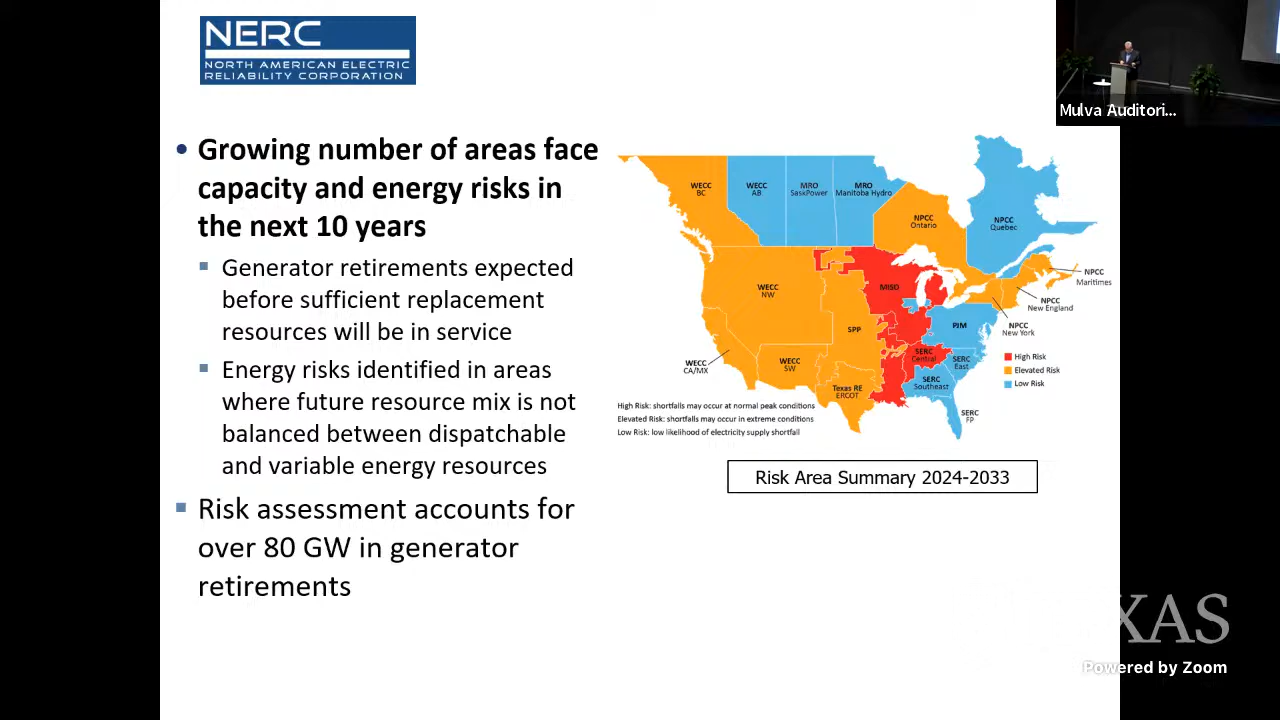 NERC
NORTH AMERICAN ELECTRIC
RELIABILITY CORPORATION
Mulva Auditori...
• Growing number of areas face
capacity and energy risks in
the next 10 years
▪ Generator retirements expected
before sufficient replacement
resources will be in service
▪ Energy risks identified in areas
where future resource mix is not
balanced between dispatchable
and variable energy resources
▪ Risk assessment accounts for
over 80 GW in generator
retirements
WECC
BC
WECC
AB
MRO
SaskPower
MRO
Manitoba Hydro
NPCC
Ontario
NPCC
Quebec
NPCC
Maritimes
NPCC
New England
NPCC
New York
WECC
NW
MISO
SPP
PJM
WECC
CA/MX
WECC
SW
SERC
Central
SERC
East
SERC
Southeast
Texas RE
ERCOT
SERC
FP
High Risk
Elevated Risk
Low Risk
High Risk: shortfalls may occur at normal peak conditions
Elevated Risk: shortfalls may occur in extreme conditions
Low Risk: low likelihood of electricity supply shortfall
Risk Area Summary 2024-2033
XAS
Powered by Zoom